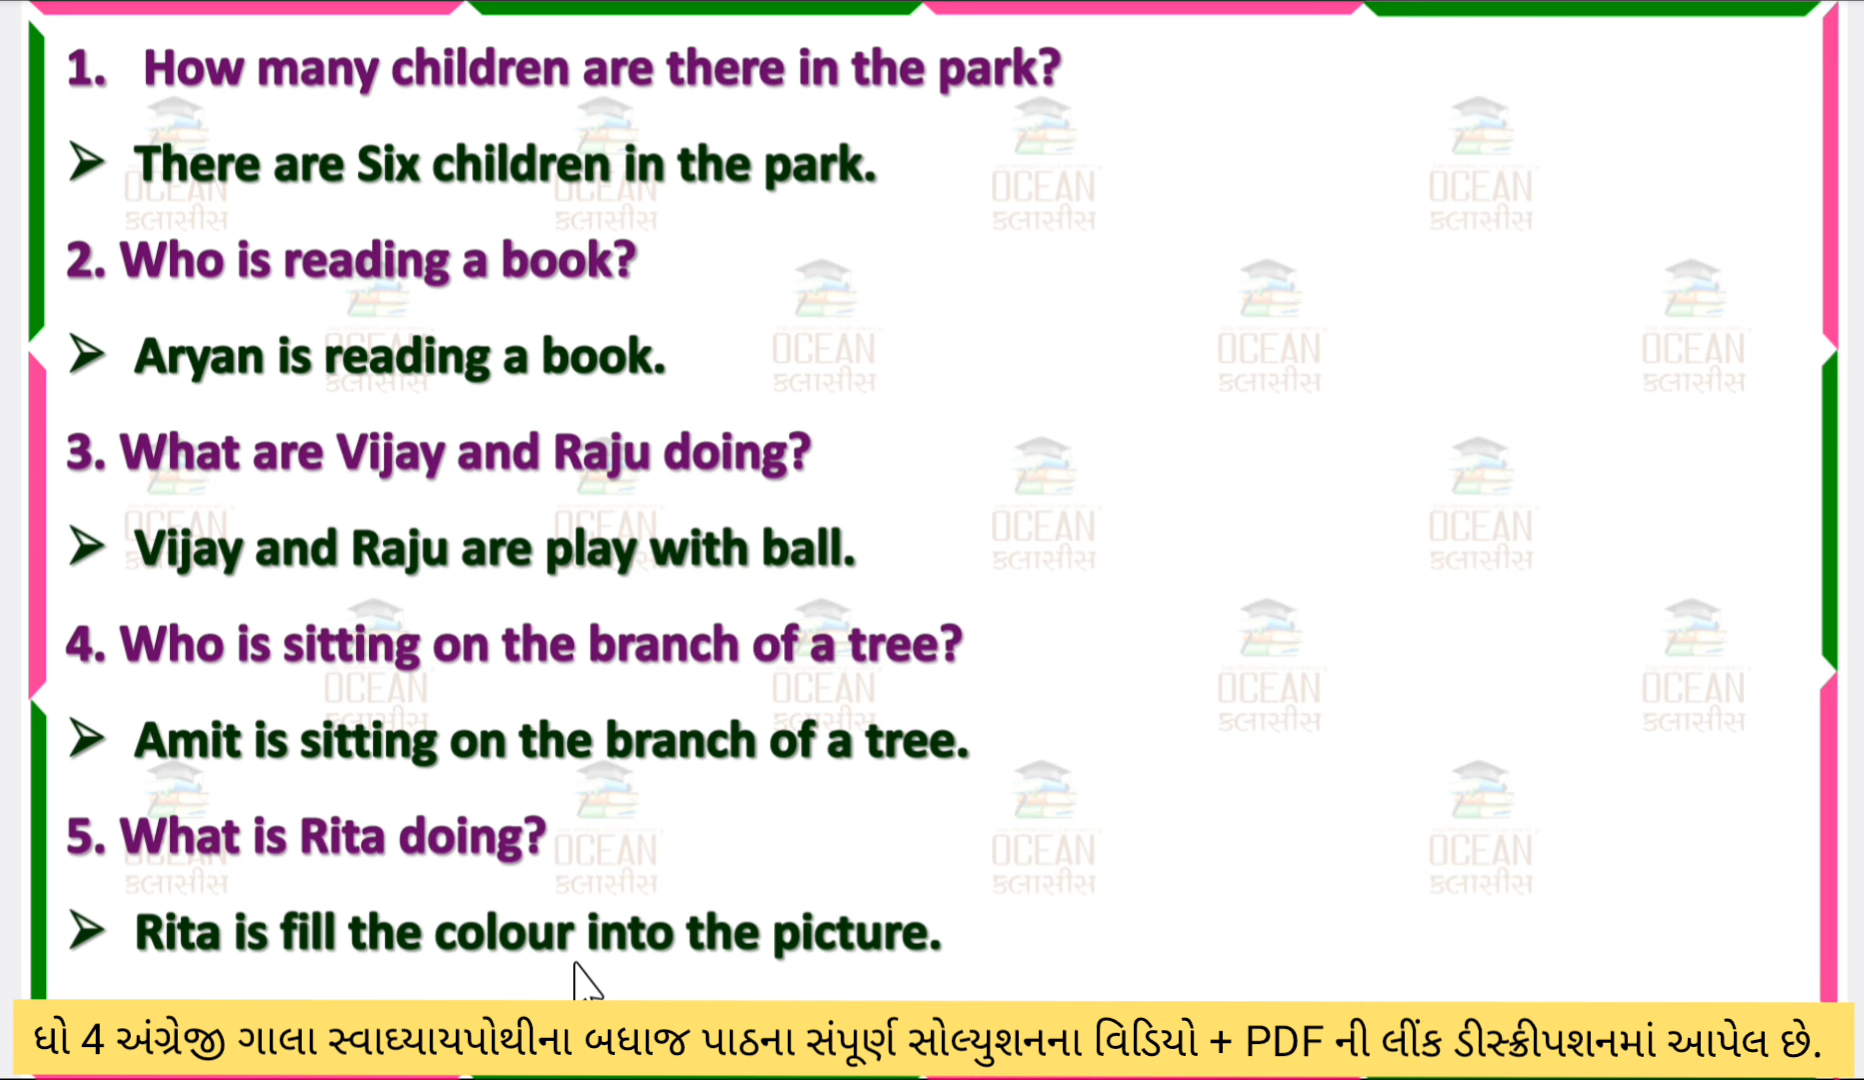 1. How many children are there in the park?
➢ There are Six children in the park.
2. Who is reading a book?
➢ Aryan is reading a book.
3. What are Vijay and Raju doing?
➢ Vijay and Raju are play with ball.
4. Who is sitting on the branch of a tree?
➢ Amit is sitting on the branch of a tree.
5. What is Rita doing?
➢ Rita is fill the colour into the picture.
ધો 4 અંગ્રેજી ગાલા સ્વાઘ્યાયપોથીના બધાજ પાઠના સંપૂર્ણ સોલ્યુશનના વિડિયો + PDF ની લીંક ડીસ્ક્રીપશનમાં આપેલ છે.
OCEAN
કલાસીસ